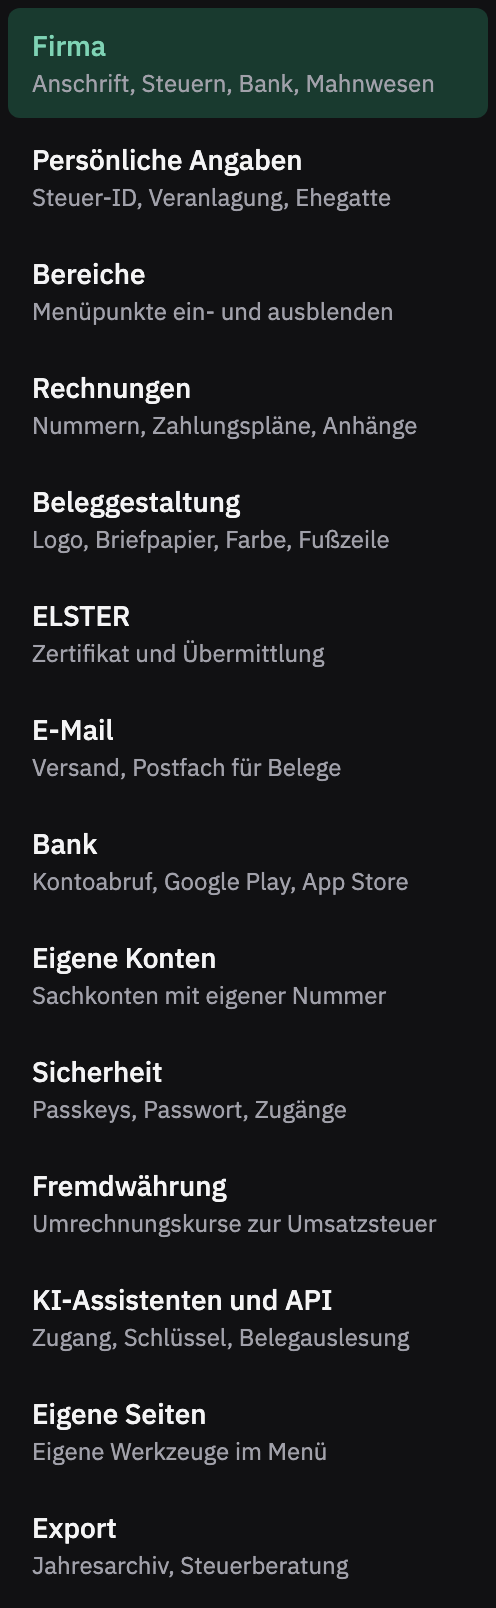 Firma
Anschrift, Steuern, Bank, Mahnwesen
Persönliche Angaben
Steuer-ID, Veranlagung, Ehegatte
Bereiche
Menüpunkte ein- und ausblenden
Rechnungen
Nummern, Zahlungspläne, Anhänge
Beleggestaltung
Logo, Briefpapier, Farbe, Fußzeile
ELSTER
Zertifikat und Übermittlung
E-Mail
Versand, Postfach für Belege
Bank
Kontoabruf, Google Play, App Store
Eigene Konten
Sachkonten mit eigener Nummer
Sicherheit
Passkeys, Passwort, Zugänge
Fremdwährung
Umrechnungskurse zur Umsatzsteuer
KI-Assistenten und API
Zugang, Schlüssel, Belegauslesung
Eigene Seiten
Eigene Werkzeuge im Menü
Export
Jahresarchiv, Steuerberatung